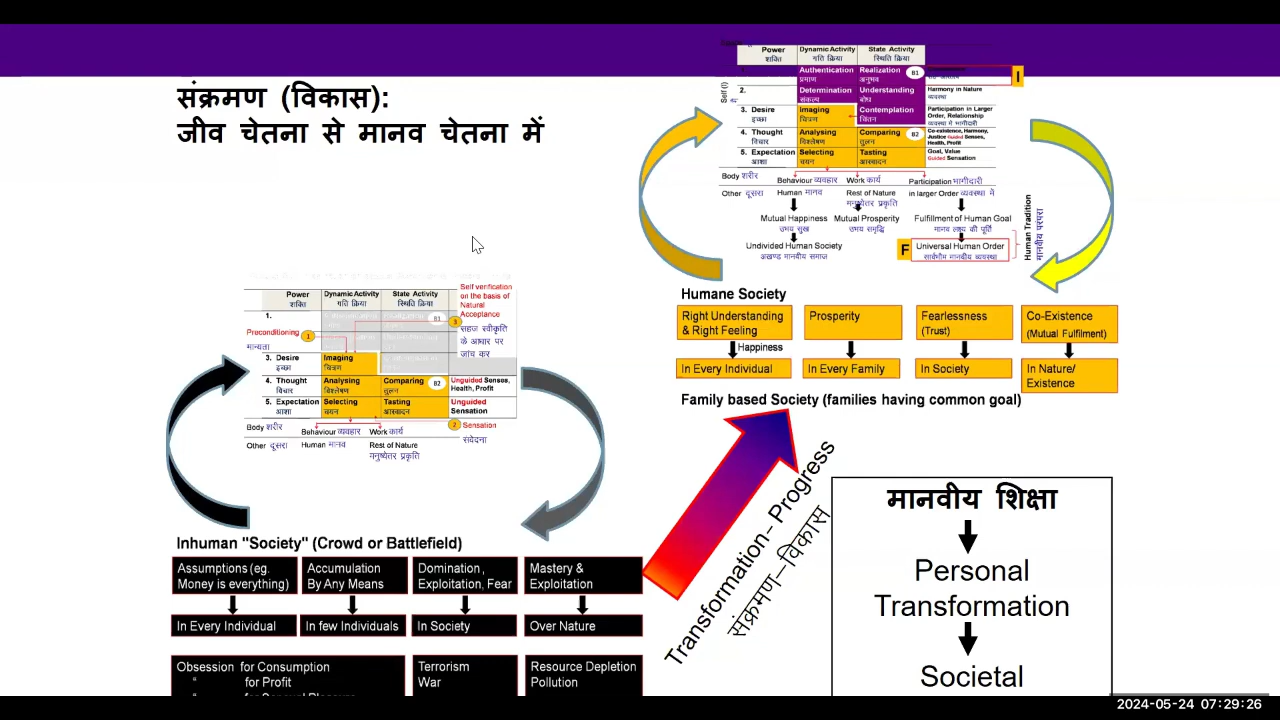 संक्रमण (विकास):
जीव चेतना से मानव चेतना में
Power Dynamic Activity State Activity
शक्ति गति क्रिया स्थिति क्रिया
Self (I)
Authentication Realization B1
प्रमाण अनुभव
I
2. Determination Understanding Harmony in Nature
संकल्प बोध व्यवस्था
3. Desire Imaging Contemplation Participation in Larger Order, Relationship
इच्छा चित्रण चिंतन व्यवस्था में भागीदारी
4. Thought Analysing Comparing B2 Co-existence, Harmony, Justice Guided Senses, Health, Profit
विचार विश्लेषण तुलन
5. Expectation Selecting Tasting Goal, Value
आशा चयन आस्वादन Guided Sensation
Body शरीर Behaviour व्यवहार Work कार्य Participation भागीदारी
Other दूसरा Human मानव Rest of Nature in larger Order व्यवस्था में
मनुष्येतर प्रकृति
Mutual Happiness Mutual Prosperity Fulfillment of Human Goal
उभय सुख उभय समृद्धि मानव लक्ष्य की पूर्ति
Undivided Human Society F Universal Human Order
अखण्ड मानवीय समाज सार्वभौम मानवीय व्यवस्था
Human Tradition
मानवीय परंपरा
Humane Society
Right Understanding & Right Feeling Prosperity Fearlessness (Trust) Co-Existence (Mutual Fulfilment)
Happiness
In Every Individual In Every Family In Society In Nature/ Existence
Family based Society (families having common goal)
Power Dynamic Activity State Activity
शक्ति गति क्रिया स्थिति क्रिया
Self verification
on the basis of
Natural
Acceptance
सहज स्वीकृति
के आधार पर
जांच कर
1. B1 3
Preconditioning 1
मान्यता
3. Desire Imaging
इच्छा चित्रण
4. Thought Analysing Comparing B2 Unguided Senses, Health, Profit
विचार विश्लेषण तुलन
5. Expectation Selecting Tasting Unguided Sensation
आशा चयन आस्वादन
Body शरीर Behaviour व्यवहार Work कार्य 2 Sensation
संवेदना
Other दूसरा Human मानव Rest of Nature
मनुष्येतर प्रकृति
Inhuman "Society" (Crowd or Battlefield)
Assumptions (eg. Money is everything) Accumulation By Any Means Domination, Exploitation, Fear Mastery & Exploitation
In Every Individual In few Individuals In Society Over Nature
Obsession for Consumption Terrorism Resource Depletion
" for Profit War Pollution
Transformation– Progress
संक्रमण–विकास
मानवीय शिक्षा
Personal
Transformation
Societal
2024-05-24 07:29:26